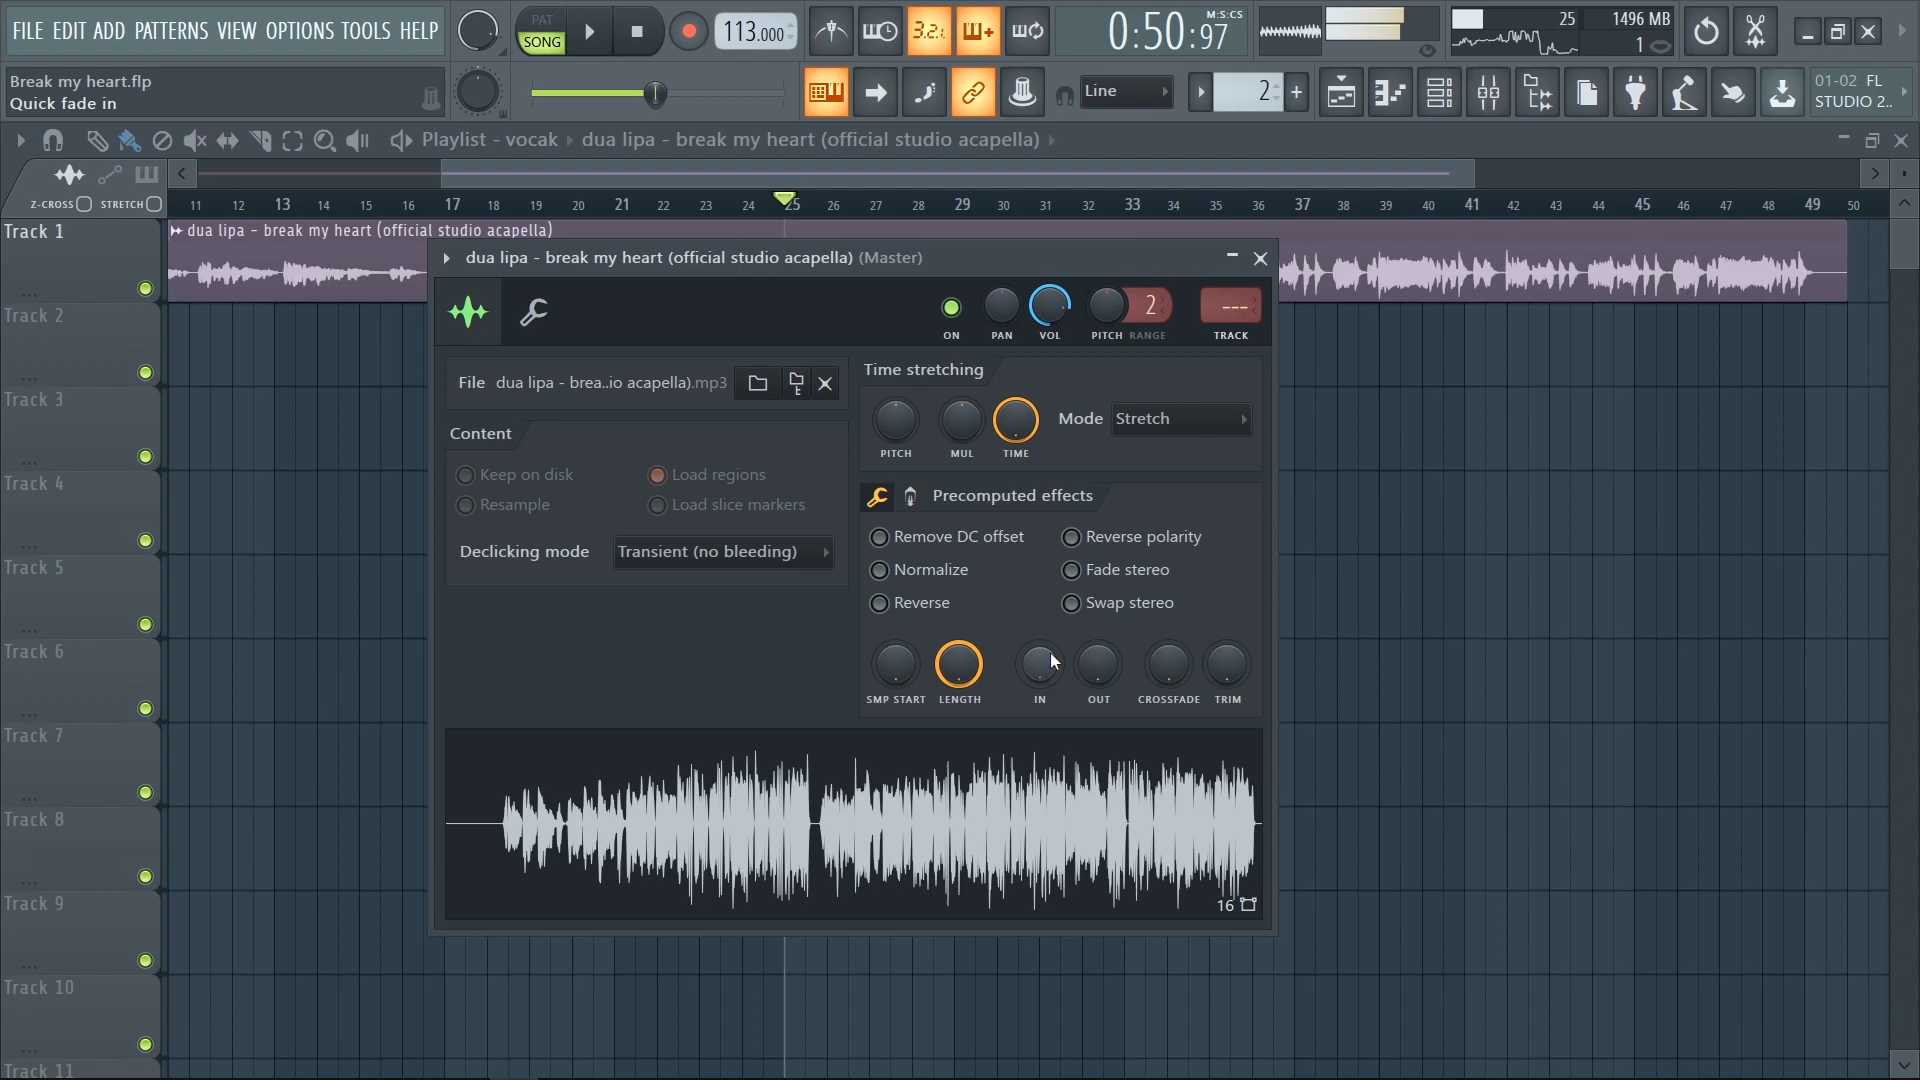 FILE EDIT ADD PATTERNS VIEW OPTIONS TOOLS HELP
PAT
SONG
113.000
3.2.1.
M:S:CS
0:50:97
25
1496 MB
1
Break my heart.flp
Quick fade in
Line
2
01-02 FL
STUDIO 2..
Playlist - vocak dua lipa - break my heart (official studio acapella)
Z-CROSS STRETCH
11 12 13 14 15 16 17 18 19 20 21 22 23 24 25 26 27 28 29 30 31 32 33 34 35 36 37 38 39 40 41 42 43 44 45 46 47 48 49 50
Track 1
dua lipa - break my heart (official studio acapella)
Track 2
Track 3
Track 4
Track 5
Track 6
Track 7
Track 8
Track 9
Track 10
Track 11
dua lipa - break my heart (official studio acapella) (Master)
2
---
ON PAN VOL PITCH RANGE TRACK
File dua lipa - brea..io acapella).mp3
Content
Keep on disk
Load regions
Resample
Load slice markers
Declicking mode Transient (no bleeding)
Time stretching
Mode Stretch
PITCH MUL TIME
Precomputed effects
Remove DC offset
Reverse polarity
Normalize
Fade stereo
Reverse
Swap stereo
SMP START LENGTH IN OUT CROSSFADE TRIM
16